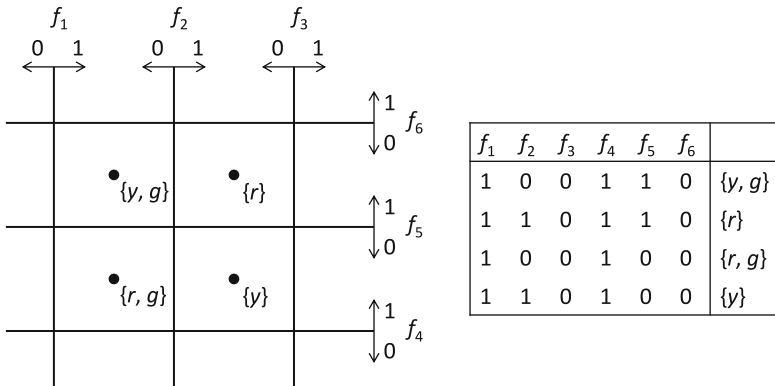 f₁ f₂ f₃
0 1 0 1 0 1
1
f₆
0
{y, g} {r}
1
f₅
0
{r, g} {y}
1
f₄
0
f₁ f₂ f₃ f₄ f₅ f₆
1 0 0 1 1 0 {y, g}
1 1 0 1 1 0 {r}
1 0 0 1 0 0 {r, g}
1 1 0 1 0 0 {y}